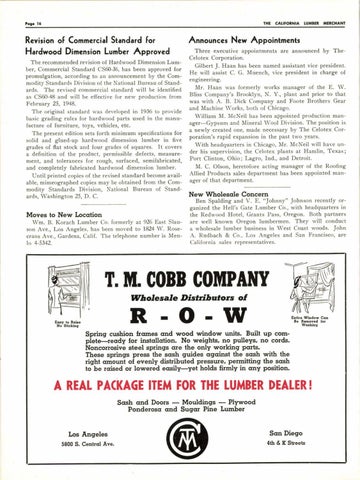 Page 16
THE CALIFORNIA LUMBER MERCHANT
Revision of Commercial Standard for
Hardwood Dimension Lumber Approved
The recommended revision of Hardwood Dimension Lum-
ber, Commercial Standard CS60-36, has been approved for
promulgation, according to an announcement by the Com-
modity Standards Division of the National Bureau of Stand-
ards. The revised commercial standard will be identified
as CS60-48 and will be effective for new production from
February 25, 1948.
The original standard was developed in 1936 to provide
basic grading rules for hardwood parts used in the manu-
facture of furniture, toys, vehicles, etc.
The present edition sets forth minimum specifications for
solid and glued-up hardwood dimension lumber in five
grades of flat stock and four grades of squares. It covers
a definition of the product, permissible defects, measure-
ment, and tolerances for rough, surfaced, semifabricated,
and completely fabricated hardwood dimension lumber.
Until printed copies of the revised standard become avail-
able, mimeographed copies may be obtained from the Com-
modity Standards Division, National Bureau of Stand-
ards, Washington 25, D. C.
Moves to New Location
Wm. B. Korach Lumber Co. formerly at 926 East Slau-
son Ave., Los Angeles, has been moved to 1824 W. Rose-
crans Ave., Gardena, Calif. The telephone number is Men-
lo 4-5342.
Announces New Appointments
Three executive appointments are announced by The
Celotex Corporation.
Gilbert J. Hann has been named assistant vice president.
He will assist C. G. Muench, vice president in charge of
engineering.
Mr. Hann was formerly works manager of the E. W.
Bliss Company's Brooklyn, N. Y., plant and prior to that
was with A. B. Dick Company and Foote Brothers Gear
and Machine Works, both of Chicago.
William M. McNeill has been appointed production man-
ager—Gypsum and Mineral Wool Division. The position is
a newly created one, made necessary by The Celotex Cor-
poration's rapid expansion in the past two years.
With headquarters in Chicago, Mr. McNeill will have un-
der his supervision, the Celotex plants at Hamlin, Texas;
Port Clinton, Ohio; Lagro, Ind., and Detroit.
M. C. Olson, heretofore acting manager of the Roofing
Allied Products sales department has been appointed man-
ager of that department.
New Wholesale Concern
Ben Spalding and V. E. "Johnny" Johnson recently or-
ganized the Hell's Gate Lumber Co., with headquarters in
the Redwood Hotel, Grants Pass, Oregon. Both partners
are well known Oregon lumbermen. They will conduct
a wholesale lumber business in West Coast woods. John
A. Rudbach & Co., Los Angeles and San Francisco, are
California sales representatives.
T. M. COBB COMPANY
Wholesale Distributors of
R - O - W
Easy to Raise
No Sticking
Entire Window Can
Be Removed for
Washing
Spring cushion frames and wood window units. Built up com-
plete—ready for installation. No weights, no pulleys, no cords.
Noncorrosive steel springs are the only working parts.
These springs press the sash guides against the sash with the
right amount of evenly distributed pressure, permitting the sash
to be raised or lowered easily—yet holds firmly in any position.
A REAL PACKAGE ITEM FOR THE LUMBER DEALER!
Sash and Doors — Mouldings — Plywood
Ponderosa and Sugar Pine Lumber
Los Angeles
5800 S. Central Ave.
San Diego
4th & K Streets